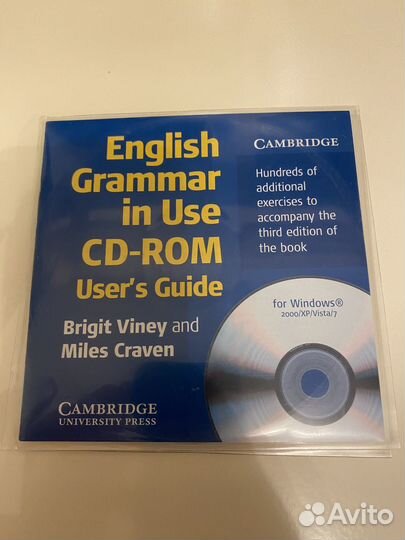 English
Grammar
in Use
CD-ROM
User's Guide
Brigit Viney and
Miles Craven
CAMBRIDGE
UNIVERSITY PRESS
CAMBRIDGE
Hundreds of
additional
exercises to
accompany the
third edition of
the book
for Windows®
2000/XP/Vista/7
Avito